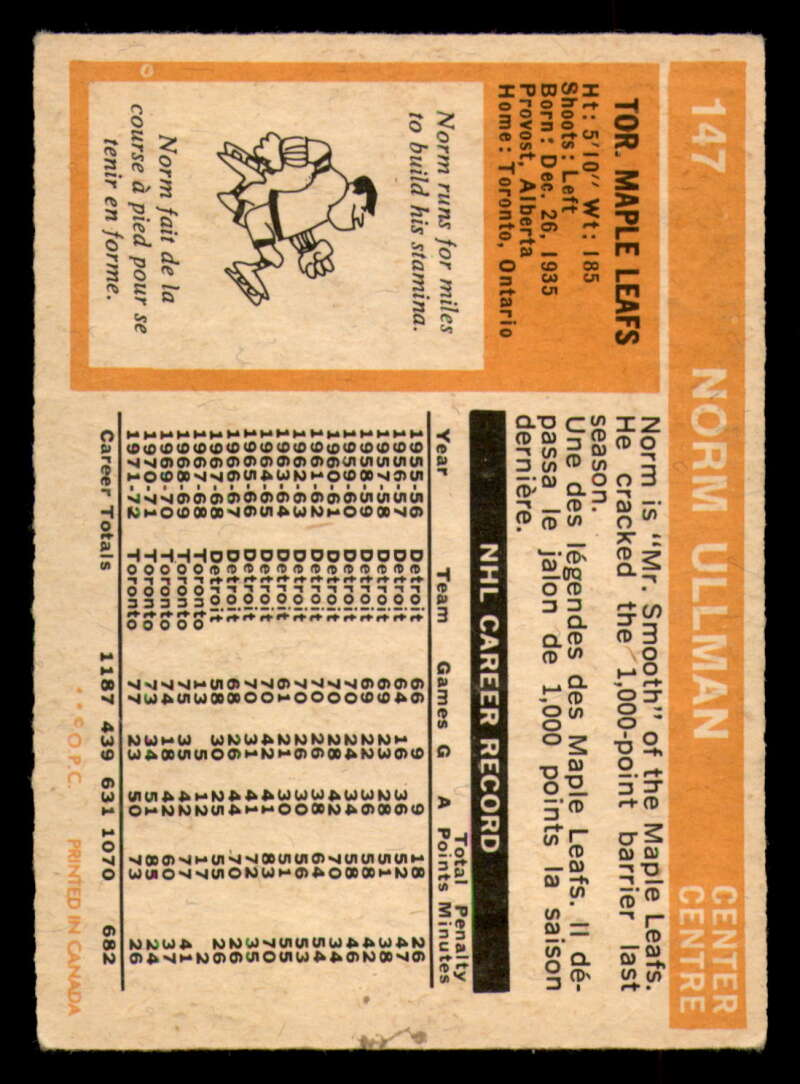 147 NORM ULLMAN CENTER
CENTRE
TOR. MAPLE LEAFS
Ht: 5'10" Wt: 185
Shoots: Left
Born: Dec. 26, 1935
Provost, Alberta
Home: Toronto, Ontario
Norm runs for miles
to build his stamina.
Norm fait de la
course à pied pour se
tenir en forme.
Norm is "Mr. Smooth" of the Maple Leafs.
He cracked the 1,000-point barrier last
season.
Une des légendes des Maple Leafs. Il dé-
passa le jalon de 1,000 points la saison
dernière.
NHL CAREER RECORD
Total Penalty
Year Team Games G A Points Minutes
1955-56 Detroit 66 9 9 18 26
1956-57 Detroit 64 16 36 52 47
1957-58 Detroit 69 23 28 51 38
1958-59 Detroit 69 22 36 58 42
1959-60 Detroit 70 24 34 58 46
1960-61 Detroit 70 28 42 70 34
1961-62 Detroit 70 26 38 64 54
1962-63 Detroit 70 26 30 56 53
1963-64 Detroit 61 21 30 51 55
1964-65 Detroit 70 42 41 83 70
1965-66 Detroit 70 31 41 72 35
1966-67 Detroit 68 26 44 70 26
1967-68 Detroit 58 30 25 55 26
1967-68 Toronto 13 5 12 17 2
1968-69 Toronto 75 35 42 77 41
1969-70 Toronto 74 18 42 60 37
1970-71 Toronto 73 34 51 85 24
1971-72 Toronto 77 23 50 73 26
Career Totals 1187 439 631 1070 682
* * © O.P.C. PRINTED IN CANADA